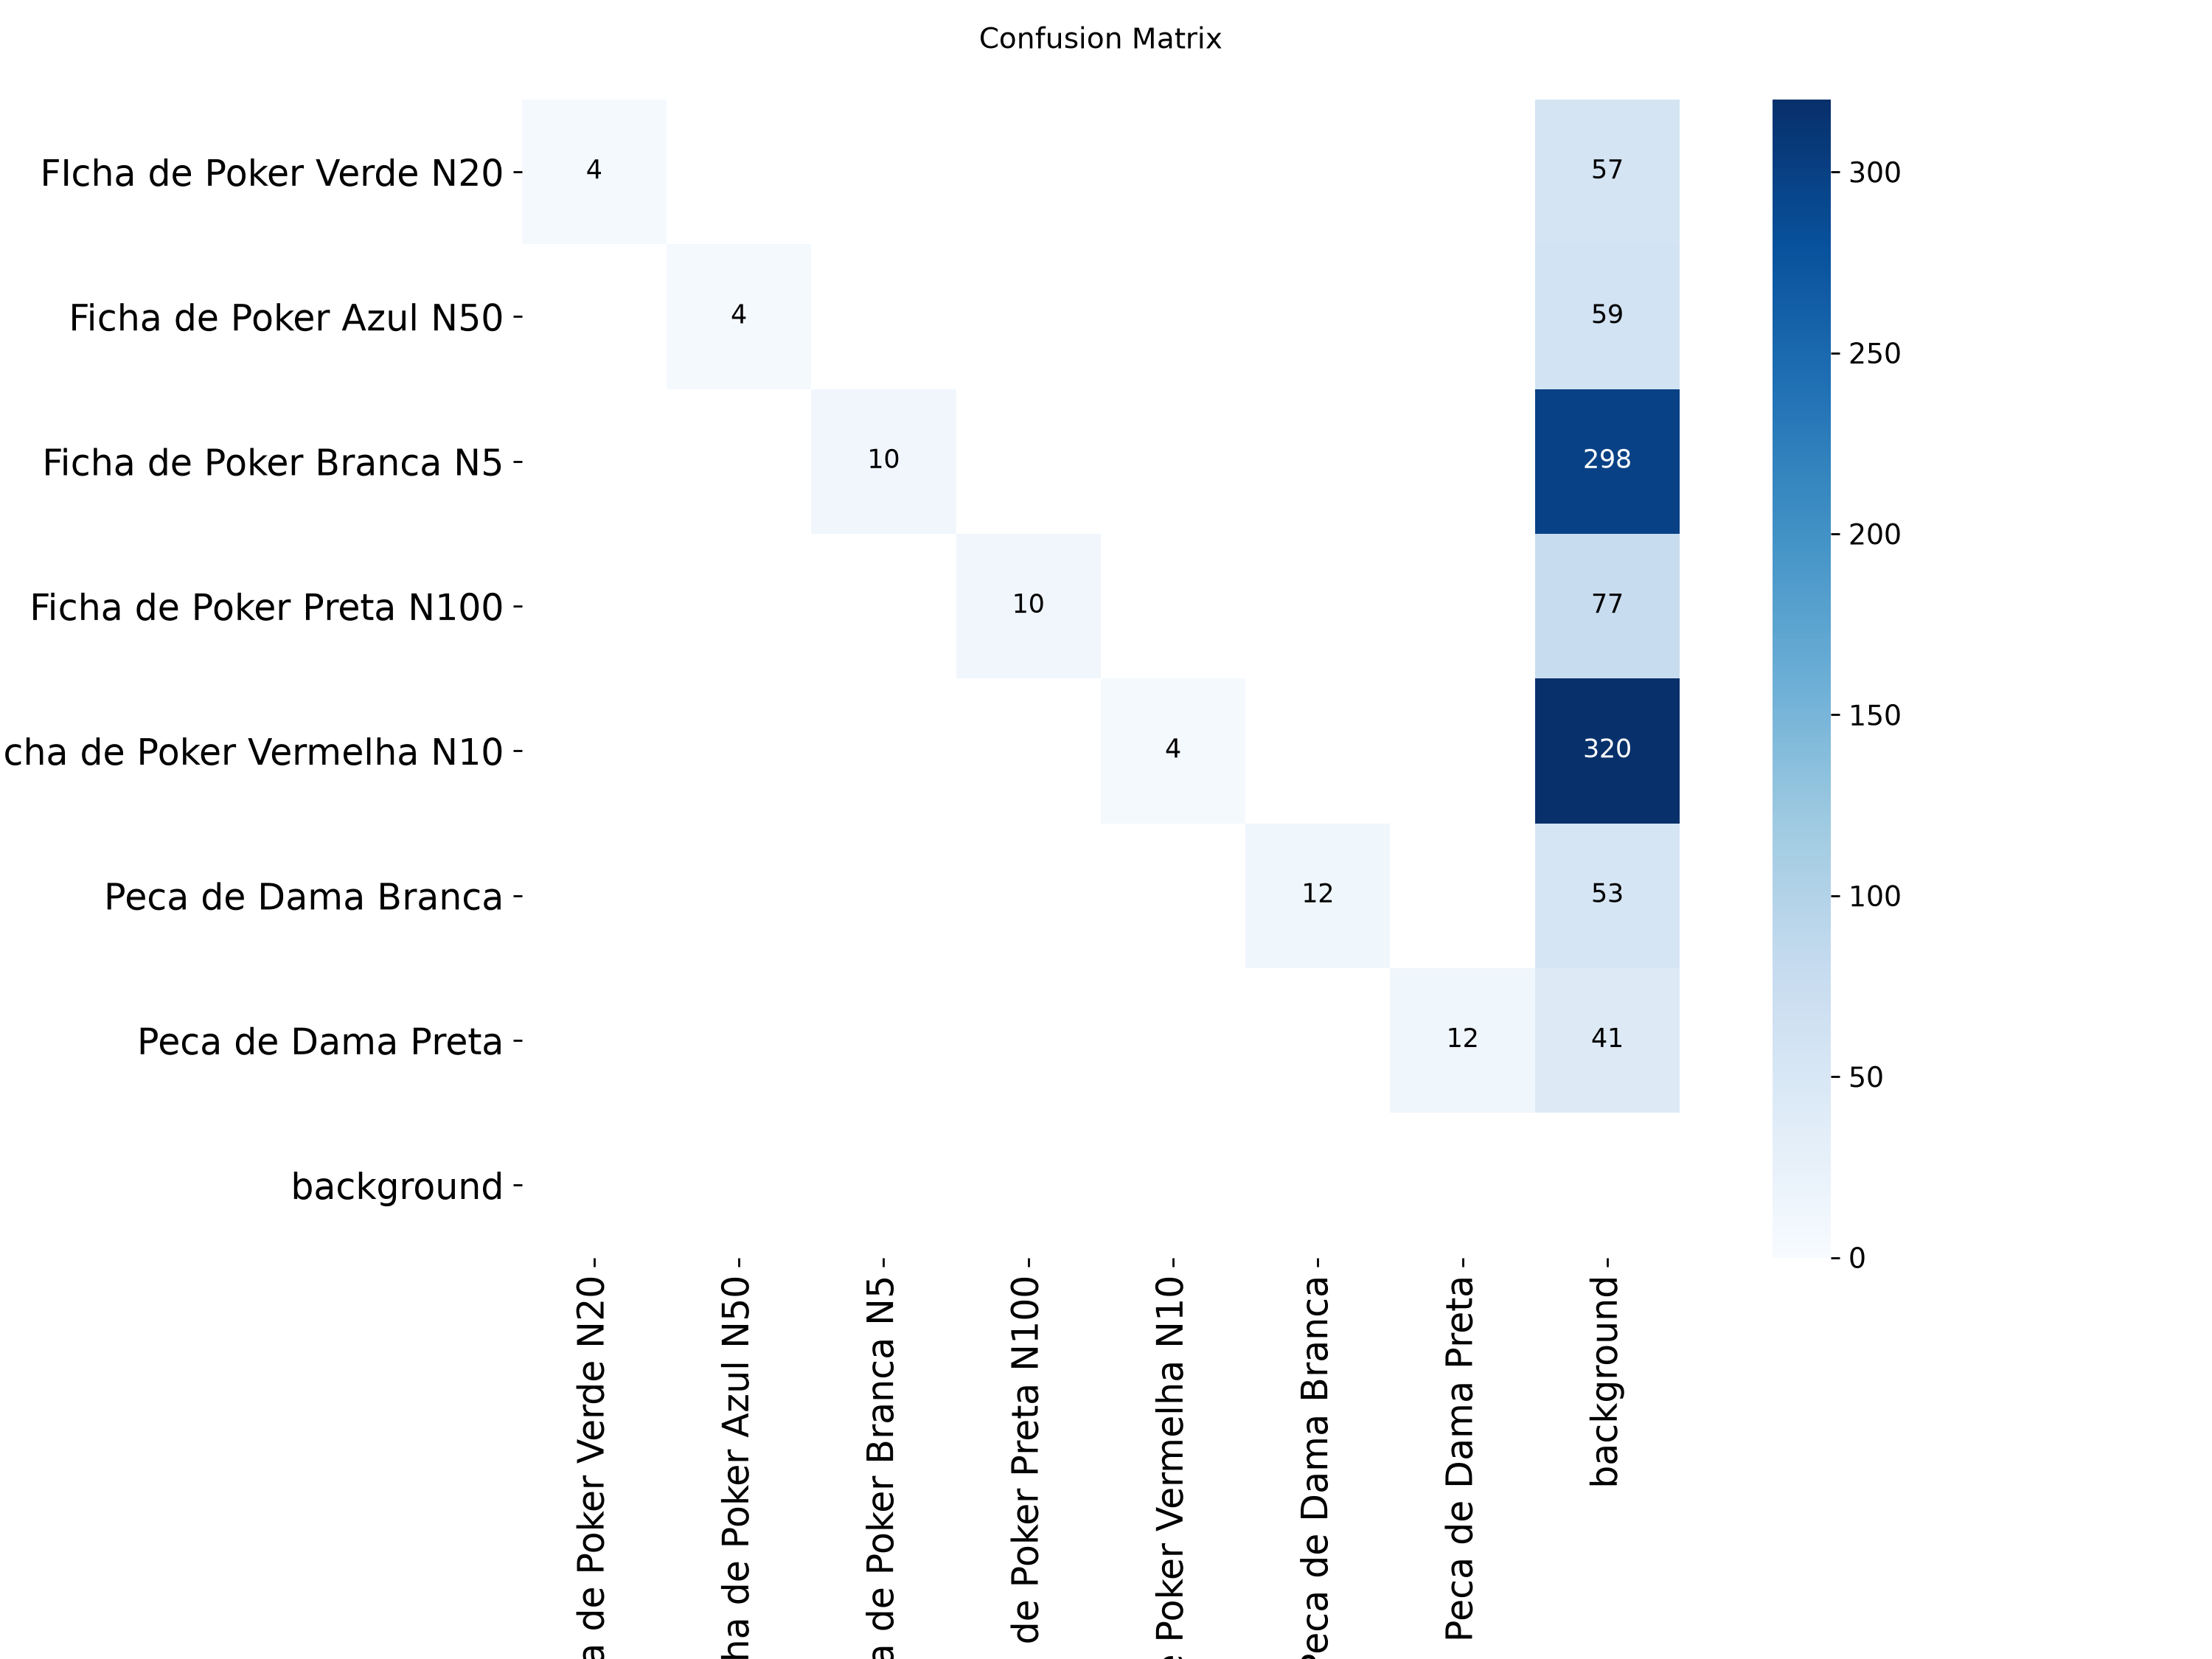 Confusion Matrix
FIcha de Poker Verde N20
4
57
300
Ficha de Poker Azul N50
4
59
250
Ficha de Poker Branca N5
10
298
200
Ficha de Poker Preta N100
10
77
150
cha de Poker Vermelha N10
4
320
Peca de Dama Branca
12
53
100
Peca de Dama Preta
12
41
50
background
0
a de Poker Verde N20
ha de Poker Azul N50
a de Poker Branca N5
de Poker Preta N100
e Poker Vermelha N10
Peca de Dama Branca
Peca de Dama Preta
background